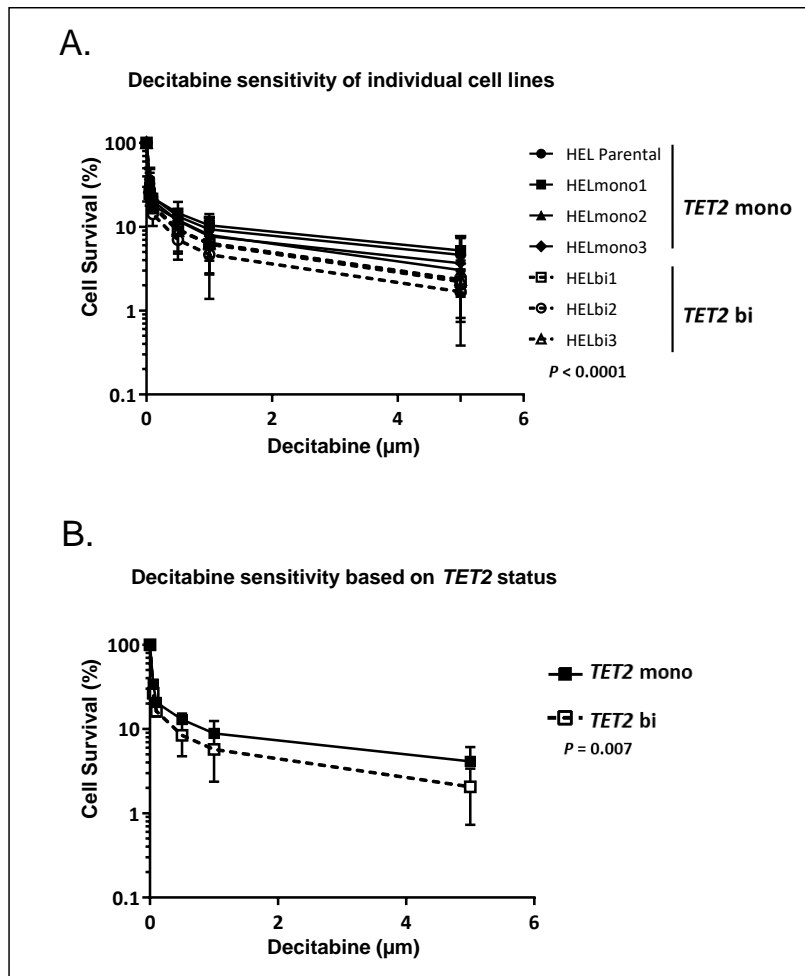 A.
Decitabine sensitivity of individual cell lines
Cell Survival (%)
100
10
1
0.1
0
2
4
6
Decitabine (µm)
HEL Parental
HELmono1
HELmono2
HELmono3
HELbi1
HELbi2
HELbi3
TET2 mono
TET2 bi
P < 0.0001
B.
Decitabine sensitivity based on TET2 status
Cell Survival (%)
100
10
1
0.1
0
2
4
6
Decitabine (µm)
TET2 mono
TET2 bi
P = 0.007